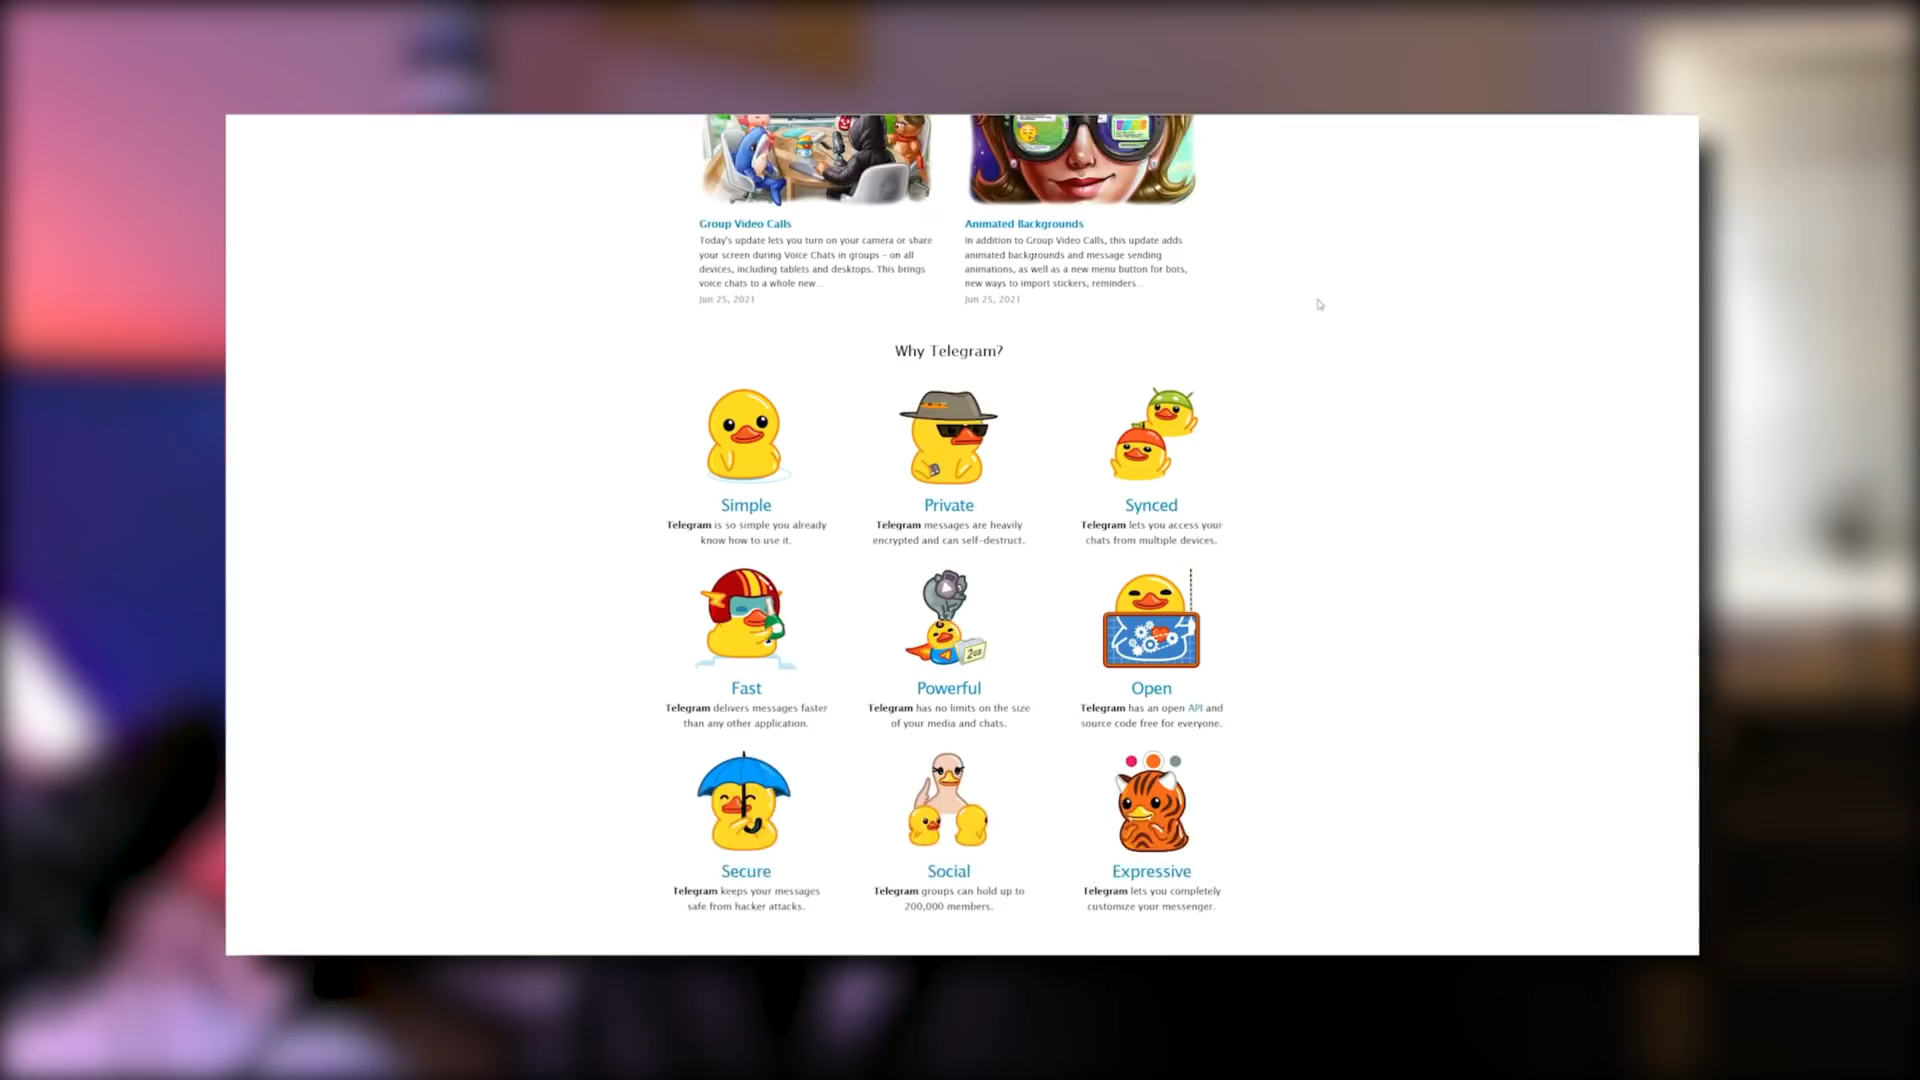 Group Video Calls
Today's update lets you turn on your camera or share
your screen during Voice Chats in groups – on all
devices, including tablets and desktops. This brings
voice chats to a whole new...
Jun 25, 2021
Animated Backgrounds
In addition to Group Video Calls, this update adds
animated backgrounds and message sending
animations, as well as a new menu button for bots,
new ways to import stickers, reminders...
Jun 25, 2021
Why Telegram?
Simple
Telegram is so simple you already
know how to use it.
Private
Telegram messages are heavily
encrypted and can self-destruct.
Synced
Telegram lets you access your
chats from multiple devices.
2GB
Fast
Telegram delivers messages faster
than any other application.
Powerful
Telegram has no limits on the size
of your media and chats.
Open
Telegram has an open API and
source code free for everyone.
Secure
Telegram keeps your messages
safe from hacker attacks.
Social
Telegram groups can hold up to
200,000 members.
Expressive
Telegram lets you completely
customize your messenger.